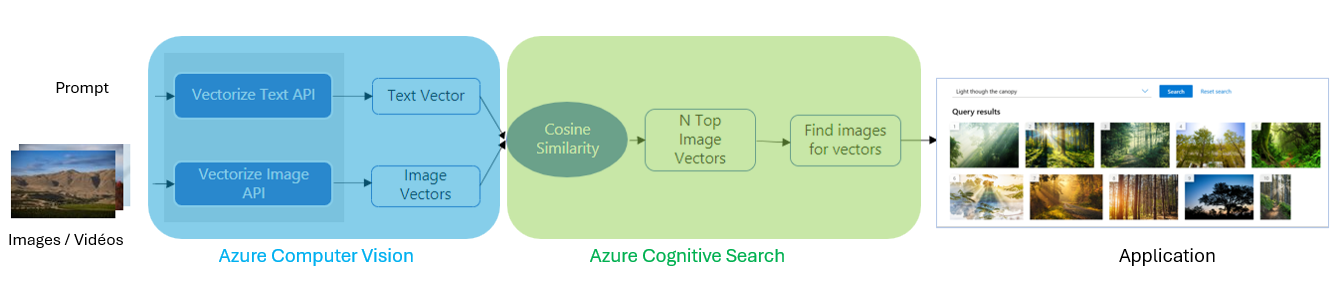 Prompt
Images / Vidéos
Vectorize Text API
Vectorize Image
API
Text Vector
Image
Vectors
Azure Computer Vision
Cosine
Similarity
N Top
Image
Vectors
Find images
for vectors
Azure Cognitive Search
Light though the canopy
Search
Reset search
Query results
1
2
3
4
5
6
7
8
9
10
Application